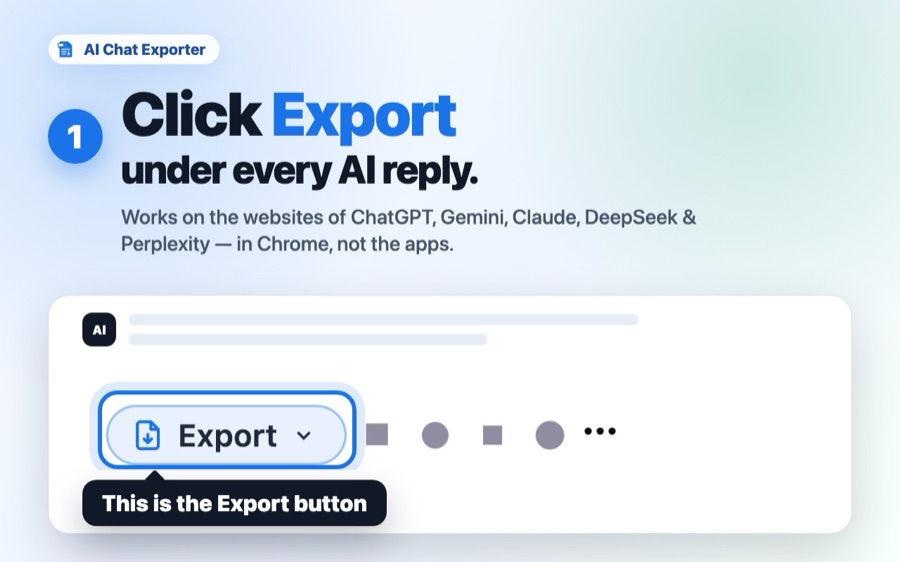 AI Chat Exporter
1
Click Export
under every AI reply.
Works on the websites of ChatGPT, Gemini, Claude, DeepSeek &
Perplexity — in Chrome, not the apps.
AI
Export
This is the Export button